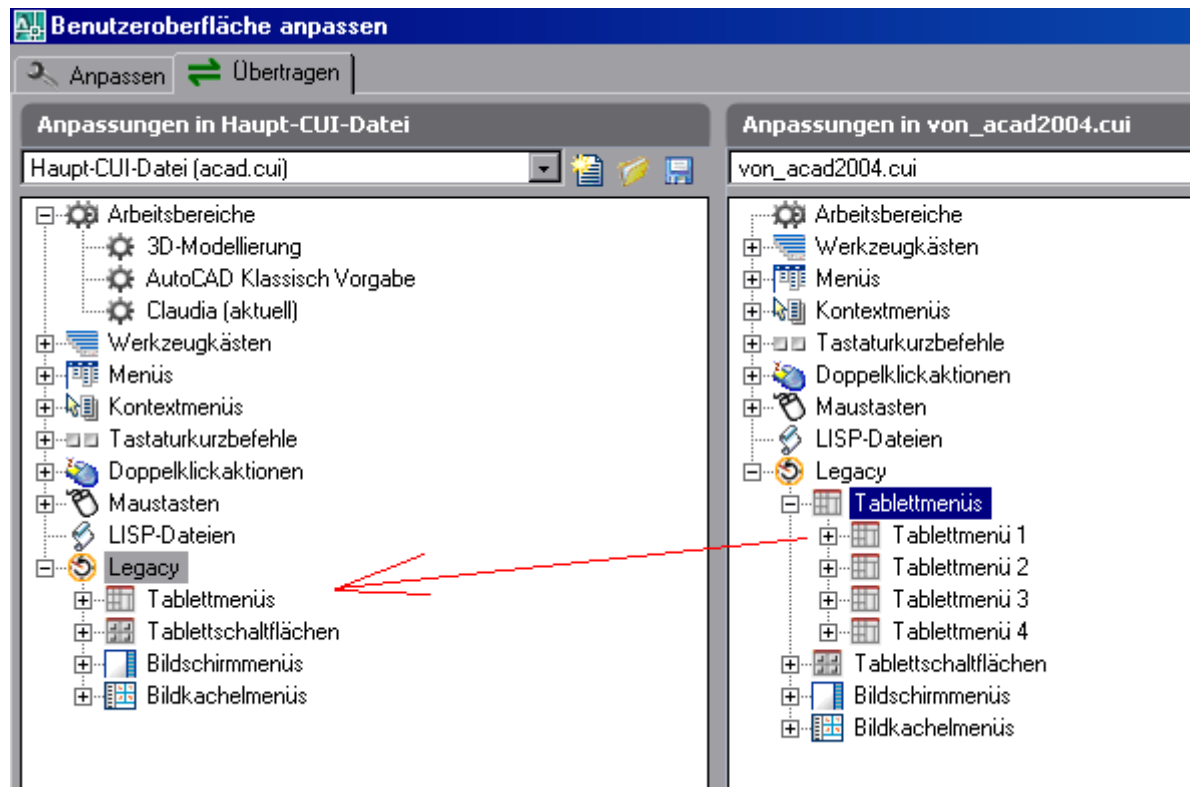 Benutzeroberfläche anpassen
Anpassen
Übertragen
Anpassungen in Haupt-CUI-Datei
Haupt-CUI-Datei (acad.cui)
Arbeitsbereiche
3D-Modellierung
AutoCAD Klassisch Vorgabe
Claudia (aktuell)
Werkzeugkästen
Menüs
Kontextmenüs
Tastaturkurzbefehle
Doppelklickaktionen
Maustasten
LISP-Dateien
Legacy
Tablettmenüs
Tablettschaltflächen
Bildschirmmenüs
Bildkachelmenüs
Anpassungen in von_acad2004.cui
von_acad2004.cui
Arbeitsbereiche
Werkzeugkästen
Menüs
Kontextmenüs
Tastaturkurzbefehle
Doppelklickaktionen
Maustasten
LISP-Dateien
Legacy
Tablettmenüs
Tablettmenü 1
Tablettmenü 2
Tablettmenü 3
Tablettmenü 4
Tablettschaltflächen
Bildschirmmenüs
Bildkachelmenüs